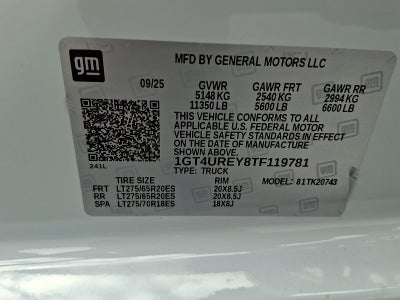 gm
MFD BY GENERAL MOTORS LLC
09/25 GVWR GAWR FRT GAWR RR
5148 KG 2540 KG 2994 KG
11350 LB 5600 LB 6600 LB
THIS VEHICLE CONFORMS TO ALL
APPLICABLE U.S. FEDERAL MOTOR
VEHICLE SAFETY STANDARDS IN EFFECT
ON THE DATE OF MANUFACTURE
SHOWN ABOVE.
1GT4UREY8TF119781
TYPE: TRUCK
241L
MODEL: 81TK20743
TIRE SIZE RIM
FRT LT275/65R20ES 20X8.5J
RR LT275/65R20ES 20X8.5J
SPA LT275/70R18ES 18X8J